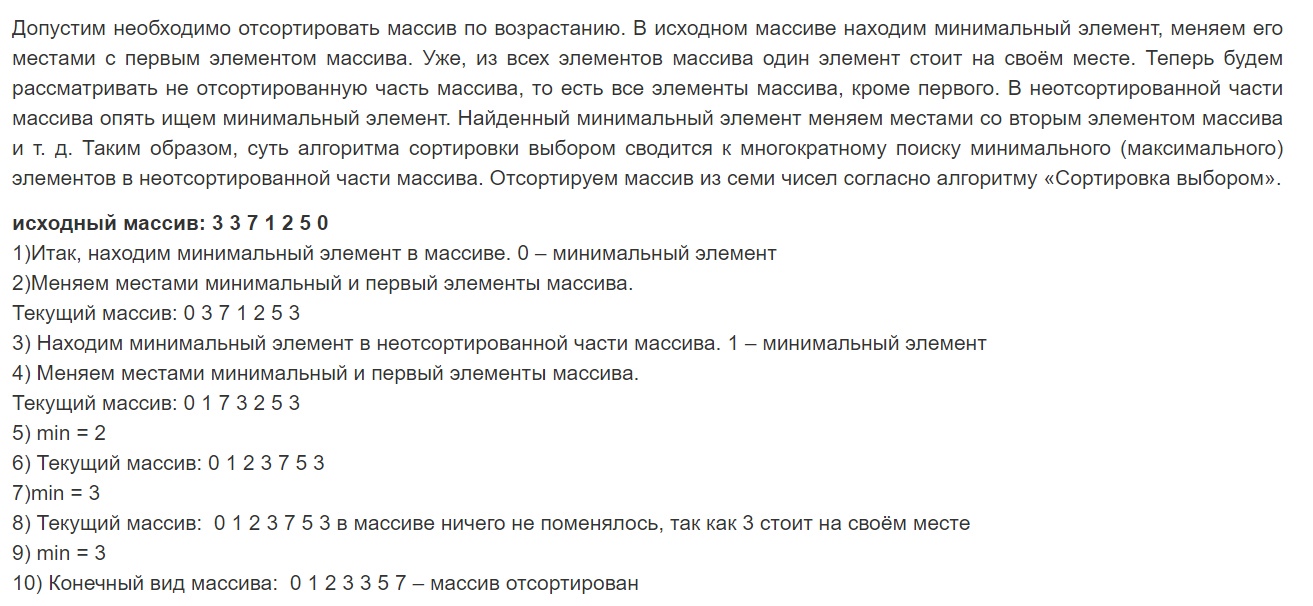 Допустим необходимо отсортировать массив по возрастанию. В исходном массиве находим минимальный элемент, меняем его
местами с первым элементом массива. Уже, из всех элементов массива один элемент стоит на своём месте. Теперь будем
рассматривать не отсортированную часть массива, то есть все элементы массива, кроме первого. В неотсортированной части
массива опять ищем минимальный элемент. Найденный минимальный элемент меняем местами со вторым элементом массива
и т. д. Таким образом, суть алгоритма сортировки выбором сводится к многократному поиску минимального (максимального)
элементов в неотсортированной части массива. Отсортируем массив из семи чисел согласно алгоритму «Сортировка выбором».
исходный массив: 3 3 7 1 2 5 0
1)Итак, находим минимальный элемент в массиве. 0 – минимальный элемент
2)Меняем местами минимальный и первый элементы массива.
Текущий массив: 0 3 7 1 2 5 3
3) Находим минимальный элемент в неотсортированной части массива. 1 – минимальный элемент
4) Меняем местами минимальный и первый элементы массива.
Текущий массив: 0 1 7 3 2 5 3
5) min = 2
6) Текущий массив: 0 1 2 3 7 5 3
7)min = 3
8) Текущий массив:  0 1 2 3 7 5 3 в массиве ничего не поменялось, так как 3 стоит на своём месте
9) min = 3
10) Конечный вид массива:  0 1 2 3 3 5 7 – массив отсортирован